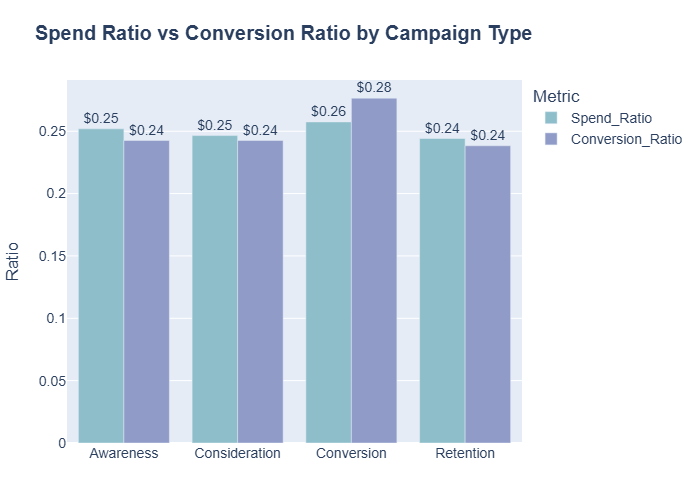 Spend Ratio vs Conversion Ratio by Campaign Type
Metric
Spend_Ratio
Conversion_Ratio
Ratio
0.25
0.2
0.15
0.1
0.05
0
$0.25
$0.24
$0.25
$0.24
$0.26
$0.28
$0.24
$0.24
Awareness
Consideration
Conversion
Retention